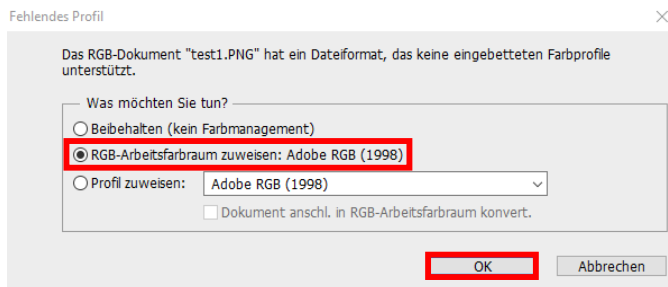 Fehlendes Profil
Das RGB-Dokument "test1.PNG" hat ein Dateiformat, das keine eingebetteten Farbprofile
unterstützt.
Was möchten Sie tun?
Beibehalten (kein Farbmanagement)
RGB-Arbeitsfarbraum zuweisen: Adobe RGB (1998)
Profil zuweisen: Adobe RGB (1998)
Dokument anschl. in RGB-Arbeitsfarbraum konvert.
OK Abbrechen